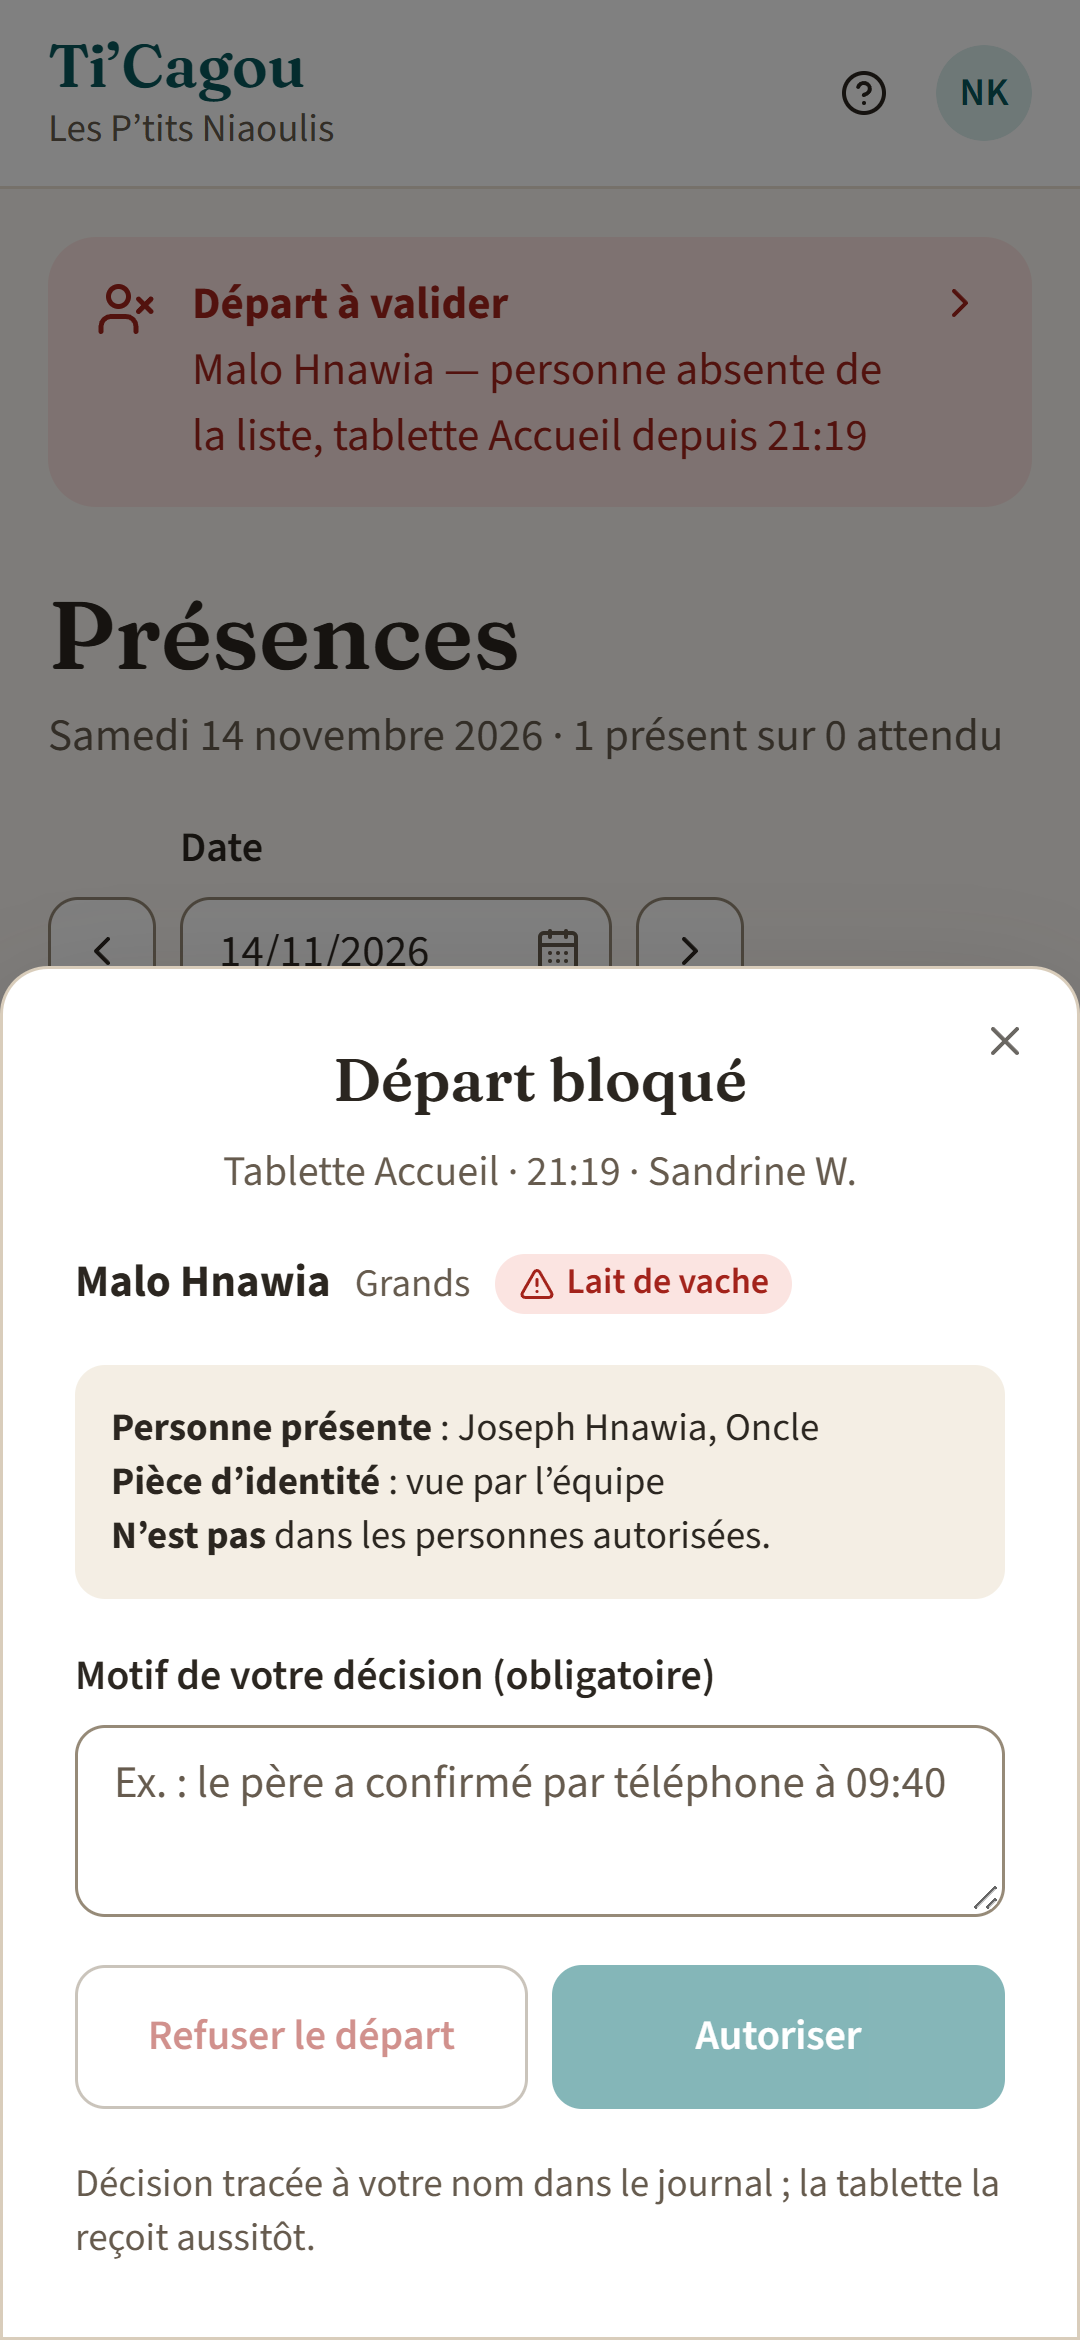 Ti’Cagou
Les P’tits Niaoulis
NK
Départ à valider
Malo Hnawia — personne absente de
la liste, tablette Accueil depuis 21:19
Présences
Samedi 14 novembre 2026 · 1 présent sur 0 attendu
Date
14/11/2026
Départ bloqué
Tablette Accueil · 21:19 · Sandrine W.
Malo Hnawia Grands Lait de vache
Personne présente : Joseph Hnawia, Oncle
Pièce d’identité : vue par l’équipe
N’est pas dans les personnes autorisées.
Motif de votre décision (obligatoire)
Ex. : le père a confirmé par téléphone à 09:40
Refuser le départ
Autoriser
Décision tracée à votre nom dans le journal ; la tablette la
reçoit aussitôt.